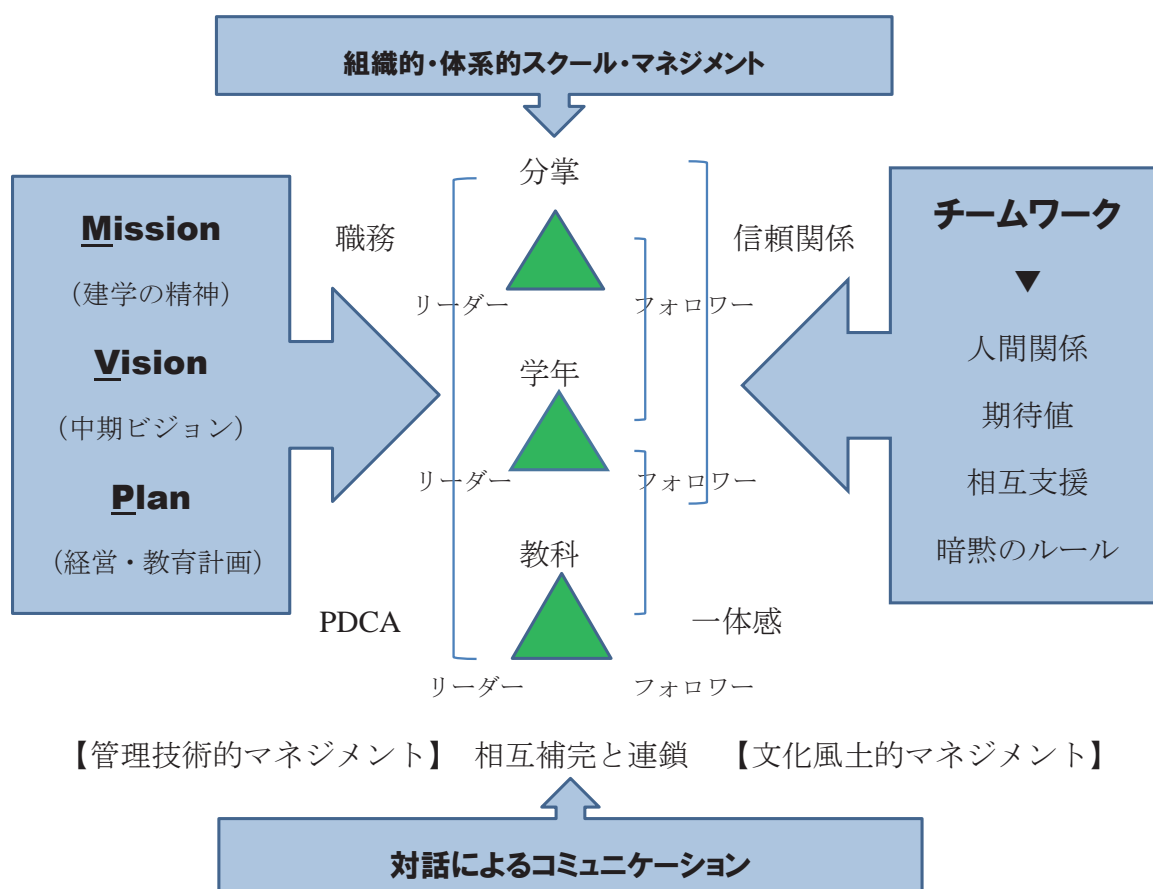 組織的・体系的スクール・マネジメント
Mission
（建学の精神）
Vision
（中期ビジョン）
Plan
（経営・教育計画）
職務
PDCA
分掌
リーダー
フォロワー
学年
リーダー
フォロワー
教科
リーダー
フォロワー
信頼関係
一体感
チームワーク
▼
人間関係
期待値
相互支援
暗黙のルール
【管理技術的マネジメント】 相互補完と連鎖 【文化風土的マネジメント】
対話によるコミュニケーション